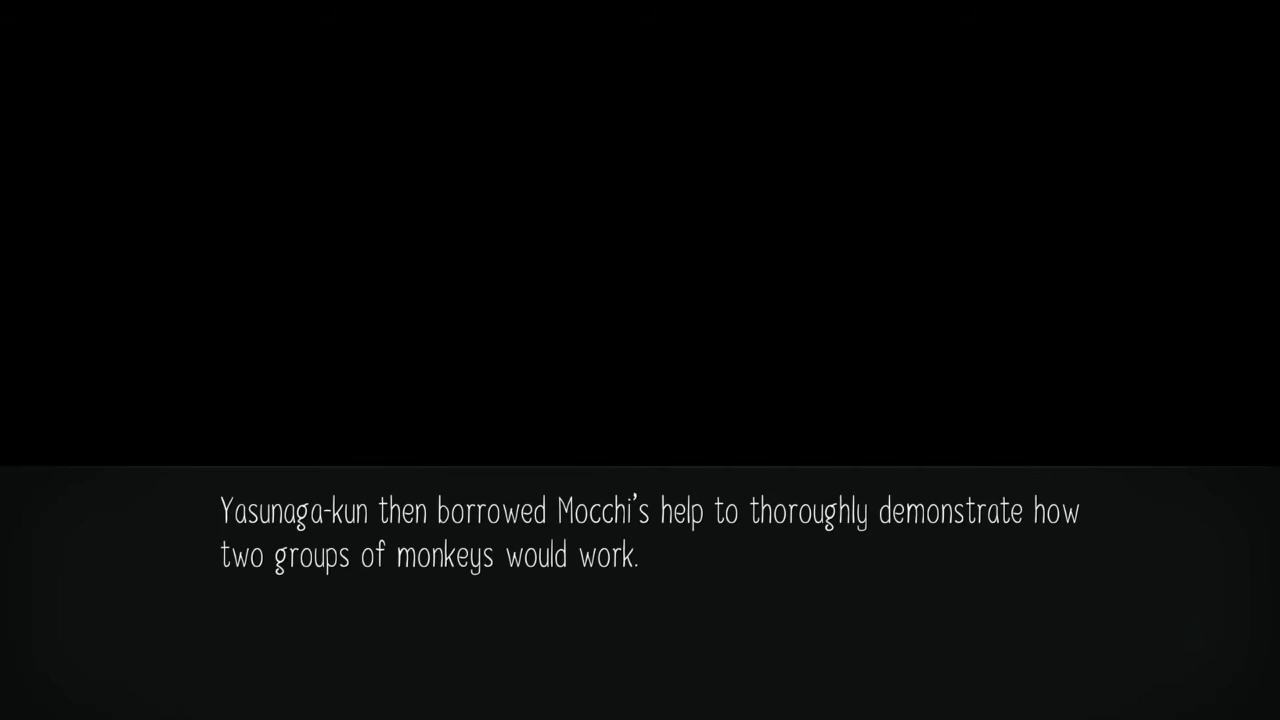 Yasunaga-kun then borrowed Mocchi's help to thoroughly demonstrate how
two groups of monkeys would work.